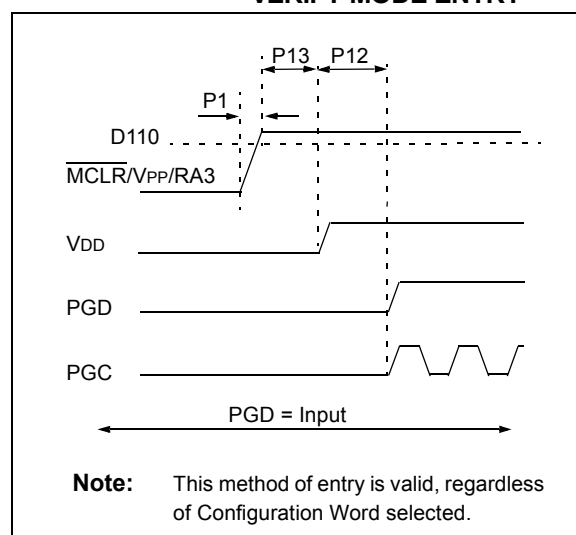 VERIFY MODE ENTRY
P13 P12
P1
D110
MCLR/VPP/RA3
VDD
PGD
PGC
PGD = Input
Note: This method of entry is valid, regardless
of Configuration Word selected.